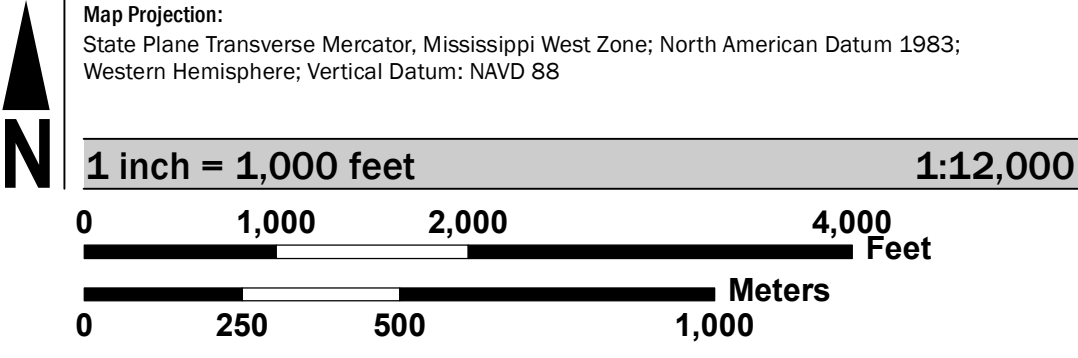 N
Map Projection:
State Plane Transverse Mercator, Mississippi West Zone; North American Datum 1983;
Western Hemisphere; Vertical Datum: NAVD 88
1 inch = 1,000 feet 1:12,000
0 1,000 2,000 4,000
Feet
Meters
0 250 500 1,000